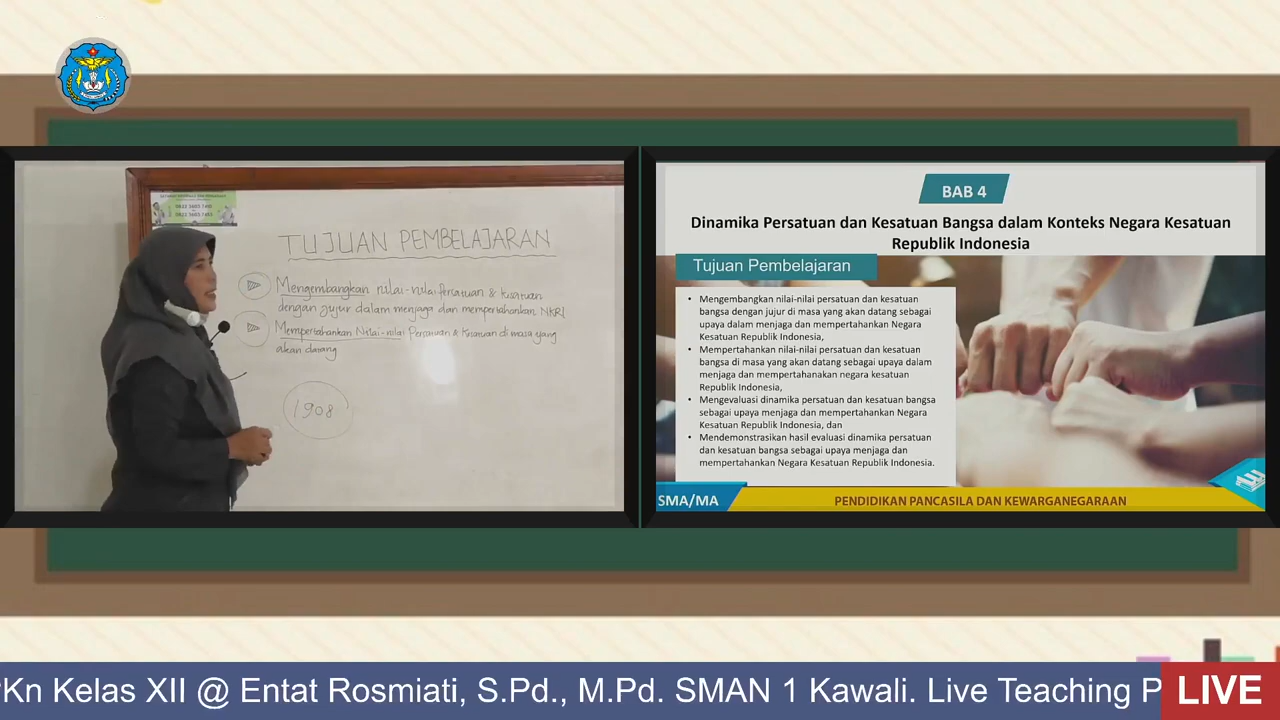 0823 1665 7491
0822 1665 7493
TUJUAN PEMBELAJARAN
Mengembangkan nilai-nilai Persatuan & Kesatuan
dengan jujur dalam menjaga dan mempertahankan NKRI
Mempertahankan Nilai-nilai Persatuan & Ksatuan di masa yang
akan datang
1908
BAB 4
Dinamika Persatuan dan Kesatuan Bangsa dalam Konteks Negara Kesatuan
Republik Indonesia
Tujuan Pembelajaran
• Mengembangkan nilai-nilai persatuan dan kesatuan
bangsa dengan jujur di masa yang akan datang sebagai
upaya dalam menjaga dan mempertahankan Negara
Kesatuan Republik Indonesia,
• Mempertahankan nilai-nilai persatuan dan kesatuan
bangsa di masa yang akan datang sebagai upaya dalam
menjaga dan mempertahanakan negara kesatuan
Republik Indonesia,
• Mengevaluasi dinamika persatuan dan kesatuan bangsa
sebagai upaya menjaga dan mempertahankan Negara
Kesatuan Republik Indonesia, dan
• Mendemonstrasikan hasil evaluasi dinamika persatuan
dan kesatuan bangsa sebagai upaya menjaga dan
mempertahankan Negara Kesatuan Republik Indonesia.
SMA/MA
PENDIDIKAN PANCASILA DAN KEWARGANEGARAAN
Kn Kelas XII @ Entat Rosmiati, S.Pd., M.Pd. SMAN 1 Kawali. Live Teaching P
LIVE